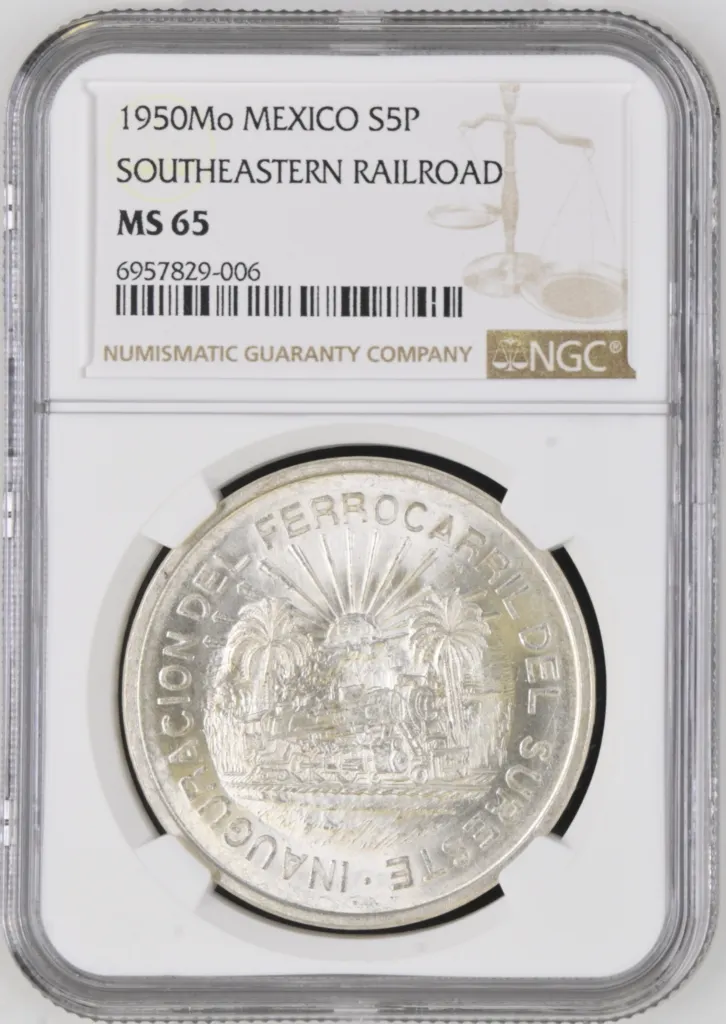 1950Mo MEXICO S5P
SOUTHEASTERN RAILROAD
MS 65
6957829-006
NUMISMATIC GUARANTY COMPANY
NGC®
INAUGURACION DEL FERROCARRIL DEL SURESTE ·